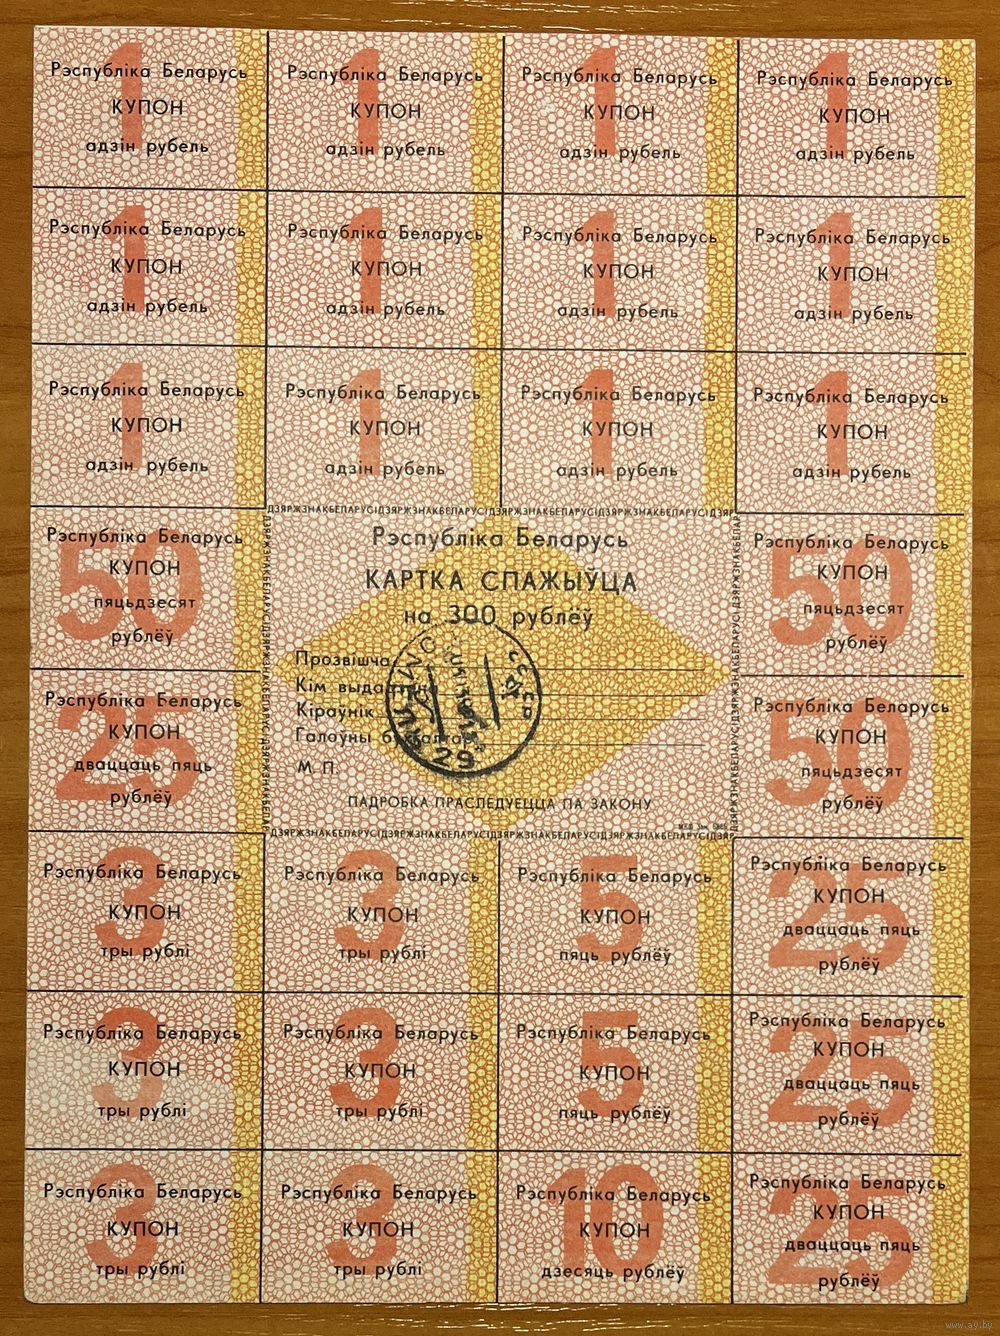 Рэспубліка Беларусь
1
КУПОН
адзін рубель
Рэспубліка Беларусь
1
КУПОН
адзін рубель
Рэспубліка Беларусь
1
КУПОН
адзін рубель
Рэспубліка Беларусь
1
КУПОН
адзін рубель
Рэспубліка Беларусь
1
КУПОН
адзін рубель
Рэспубліка Беларусь
1
КУПОН
адзін рубель
Рэспубліка Беларусь
1
КУПОН
адзін рубель
Рэспубліка Беларусь
1
КУПОН
адзін рубель
Рэспубліка Беларусь
1
КУПОН
адзін рубель
Рэспубліка Беларусь
1
КУПОН
адзін рубель
Рэспубліка Беларусь
1
КУПОН
адзін рубель
Рэспубліка Беларусь
1
КУПОН
адзін рубель
Рэспубліка Беларусь
50
КУПОН
пяцьдзесят
рублёў
ДЗЯРЖЗНАКБЕЛАРУСІДЗЯРЖЗНАКБЕЛАРУСІДЗЯРЖЗНАКБЕЛАРУСІДЗЯРЖЗНАКБЕЛАРУСІДЗЯР
Рэспубліка Беларусь
КАРТКА СПАЖЫЎЦА
на 300 рублёў
Прозвішча
Кім выдадзена
Кіраўнік
Галоўны бухгалтар
М. П.
29
ПАДРОБКА ПРАСЛЕДУЕЦЦА ПА ЗАКОНУ
ДЗЯРЖЗНАКБЕЛАРУСІДЗЯРЖЗНАКБЕЛАРУСІДЗЯРЖЗНАКБЕЛАРУСІДЗЯРЖЗНАКБЕЛАРУСІДЗЯР
Рэспубліка Беларусь
50
КУПОН
пяцьдзесят
рублёў
Рэспубліка Беларусь
25
КУПОН
дваццаць пяць
рублёў
Рэспубліка Беларусь
50
КУПОН
пяцьдзесят
рублёў
Рэспубліка Беларусь
3
КУПОН
тры рублі
Рэспубліка Беларусь
3
КУПОН
тры рублі
Рэспубліка Беларусь
5
КУПОН
пяць рублёў
Рэспубліка Беларусь
25
КУПОН
дваццаць пяць
рублёў
Рэспубліка Беларусь
3
КУПОН
тры рублі
Рэспубліка Беларусь
3
КУПОН
тры рублі
Рэспубліка Беларусь
5
КУПОН
пяць рублёў
Рэспубліка Беларусь
25
КУПОН
дваццаць пяць
рублёў
Рэспубліка Беларусь
3
КУПОН
тры рублі
Рэспубліка Беларусь
3
КУПОН
тры рублі
Рэспубліка Беларусь
10
КУПОН
дзесяць рублёў
Рэспубліка Беларусь
25
КУПОН
дваццаць пяць
рублёў
www.ay.by